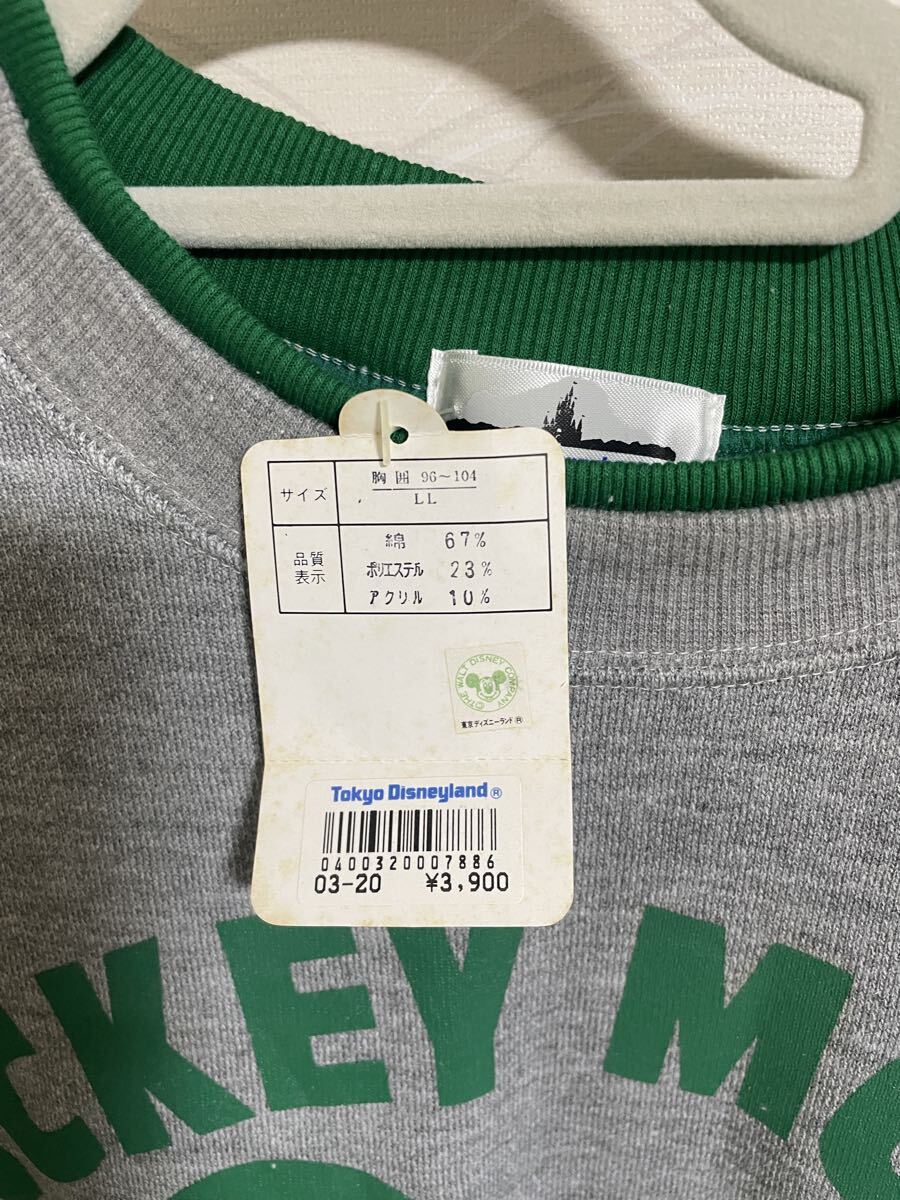 サイズ
胸囲 96~104
LL
品質
表示
綿 67%
ポリエステル 23%
アクリル 10%
©THE WALT DISNEY COMPANY
東京ディズニーランド®
Tokyo Disneyland®
0400320007886
03-20 ¥3,900
CKEY MO